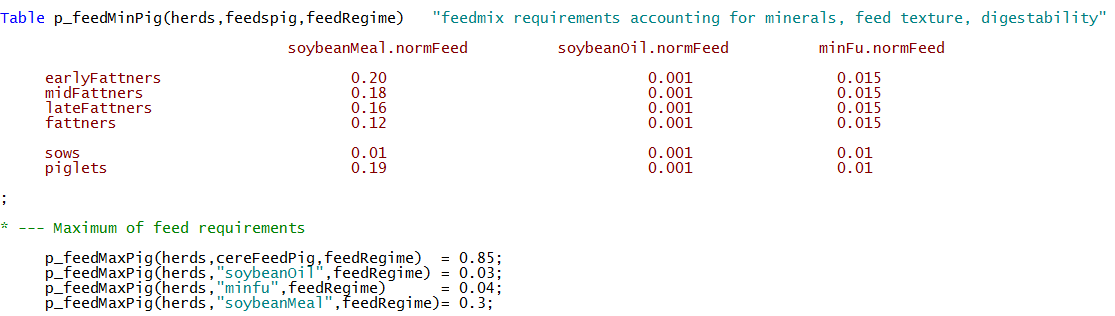 Table p_feedMinPig(herds,feedspig,feedRegime)   "feedmix requirements accounting for minerals, feed texture, digestability"
soybeanMeal.normFeed          soybeanOil.normFeed          minFu.normFeed
earlyFattners                     0.20                             0.001                0.015
midFattners                       0.18                             0.001                0.015
lateFattners                      0.16                             0.001                0.015
fattners                          0.12                             0.001                0.015
sows                              0.01                             0.001                0.01
piglets                           0.19                             0.001                0.01
;
* --- Maximum of feed requirements
p_feedMaxPig(herds,cereFeedPig,feedRegime)  = 0.85;
p_feedMaxPig(herds,"soybeanOil",feedRegime) = 0.03;
p_feedMaxPig(herds,"minfu",feedRegime)      = 0.04;
p_feedMaxPig(herds,"soybeanMeal",feedRegime)= 0.3;